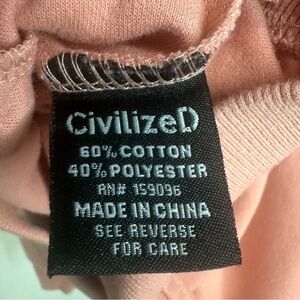 CivilizeD
60% COTTON
40% POLYESTER
RN# 159096
MADE IN CHINA
SEE REVERSE
FOR CARE